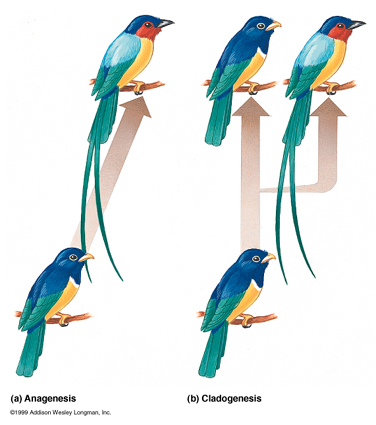 (a) Anagenesis
(b) Cladogenesis
©1999 Addison Wesley Longman, Inc.